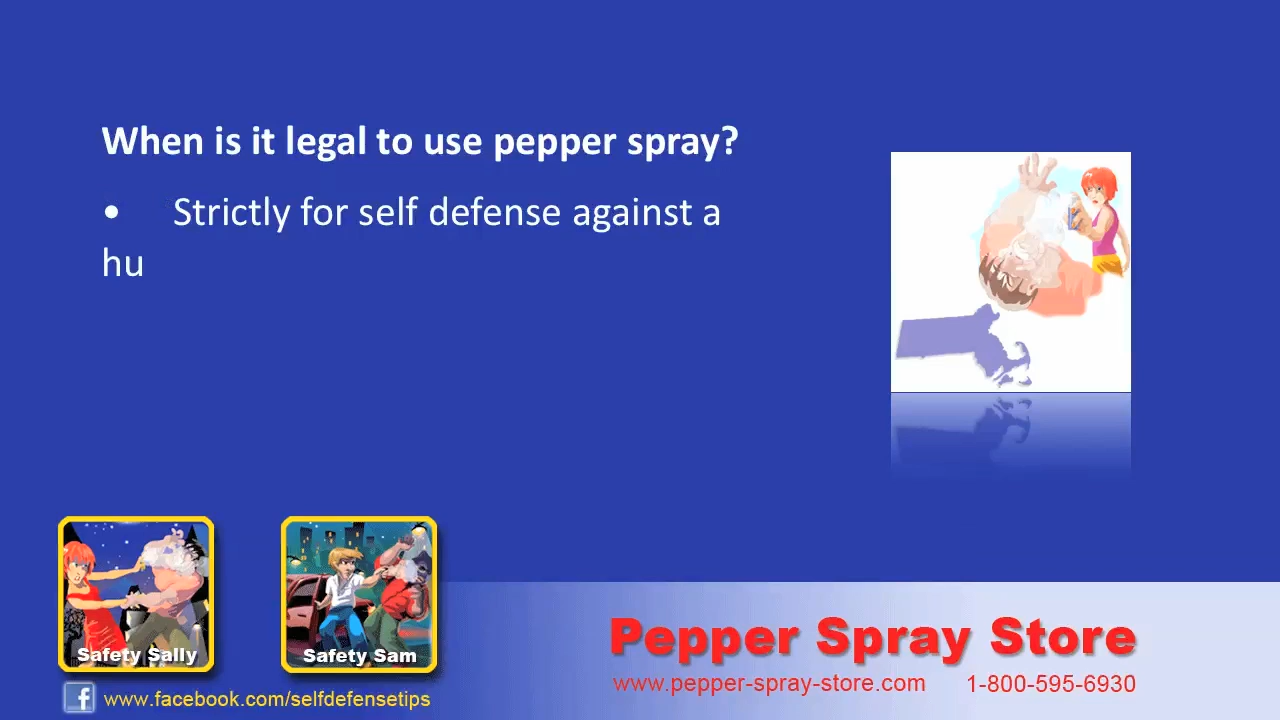 When is it legal to use pepper spray?
• Strictly for self defense against a
hu
Safety Sally
Safety Sam
Pepper Spray Store
www.facebook.com/selfdefensetips
www.pepper-spray-store.com 1-800-595-6930